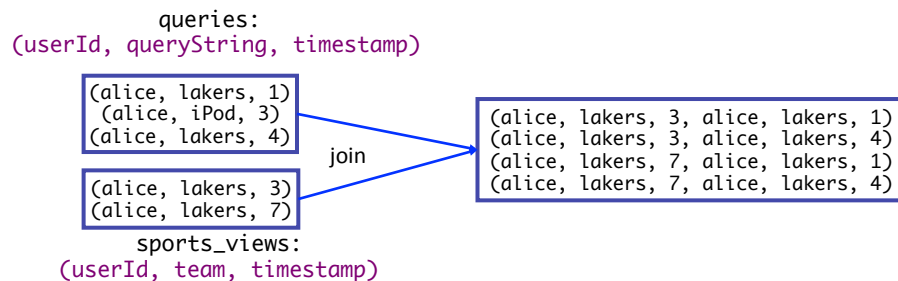 queries:
(userId, queryString, timestamp)
(alice, lakers, 1)
(alice, iPod, 3)
(alice, lakers, 4)
join
(alice, lakers, 3)
(alice, lakers, 7)
sports_views:
(userId, team, timestamp)
(alice, lakers, 3, alice, lakers, 1)
(alice, lakers, 3, alice, lakers, 4)
(alice, lakers, 7, alice, lakers, 1)
(alice, lakers, 7, alice, lakers, 4)